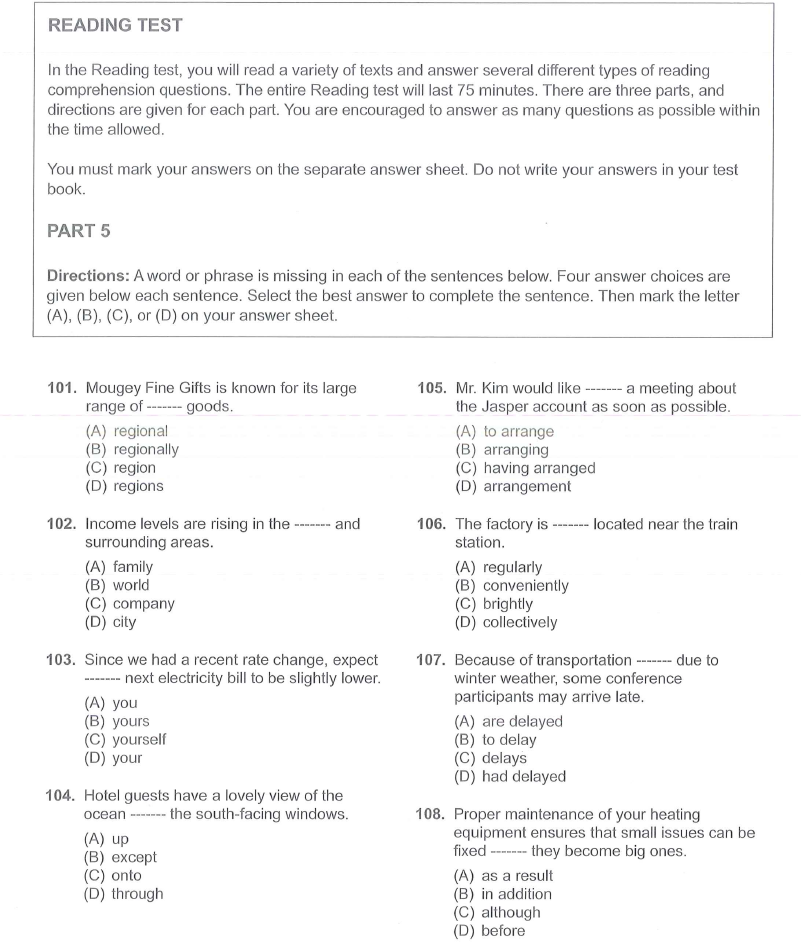 READING TEST
In the Reading test, you will read a variety of texts and answer several different types of reading
comprehension questions. The entire Reading test will last 75 minutes. There are three parts, and
directions are given for each part. You are encouraged to answer as many questions as possible within
the time allowed.
You must mark your answers on the separate answer sheet. Do not write your answers in your test
book.
PART 5
Directions: A word or phrase is missing in each of the sentences below. Four answer choices are
given below each sentence. Select the best answer to complete the sentence. Then mark the letter
(A), (B), (C), or (D) on your answer sheet.
101. Mougey Fine Gifts is known for its large
range of ------- goods.
(A) regional
(B) regionally
(C) region
(D) regions
102. Income levels are rising in the ------- and
surrounding areas.
(A) family
(B) world
(C) company
(D) city
103. Since we had a recent rate change, expect
------- next electricity bill to be slightly lower.
(A) you
(B) yours
(C) yourself
(D) your
104. Hotel guests have a lovely view of the
ocean ------- the south-facing windows.
(A) up
(B) except
(C) onto
(D) through
105. Mr. Kim would like ------- a meeting about
the Jasper account as soon as possible.
(A) to arrange
(B) arranging
(C) having arranged
(D) arrangement
106. The factory is ------- located near the train
station.
(A) regularly
(B) conveniently
(C) brightly
(D) collectively
107. Because of transportation ------- due to
winter weather, some conference
participants may arrive late.
(A) are delayed
(B) to delay
(C) delays
(D) had delayed
108. Proper maintenance of your heating
equipment ensures that small issues can be
fixed ------- they become big ones.
(A) as a result
(B) in addition
(C) although
(D) before